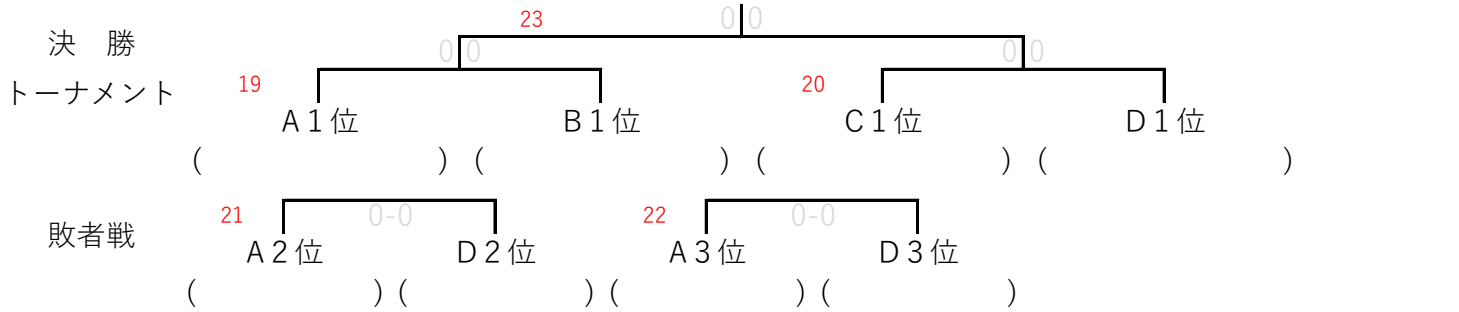 23 0 0
決 勝 0 0 0 0
トーナメント 19 20
A1位 B1位 C1位 D1位
( ) ( ) ( ) ( )
敗者戦 21 0-0 22 0-0
A2位 D2位 A3位 D3位
( ) ( ) ( ) ( )